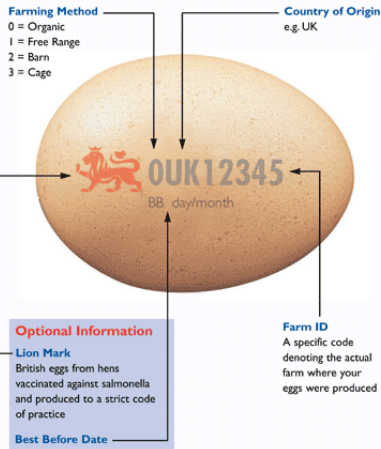 Farming Method
0 = Organic
1 = Free Range
2 = Barn
3 = Cage
Country of Origin
e.g. UK
0UK12345
BB day/month
Optional Information
Lion Mark
British eggs from hens
vaccinated against salmonella
and produced to a strict code
of practice
Best Before Date
Farm ID
A specific code
denoting the actual
farm where your
eggs were produced